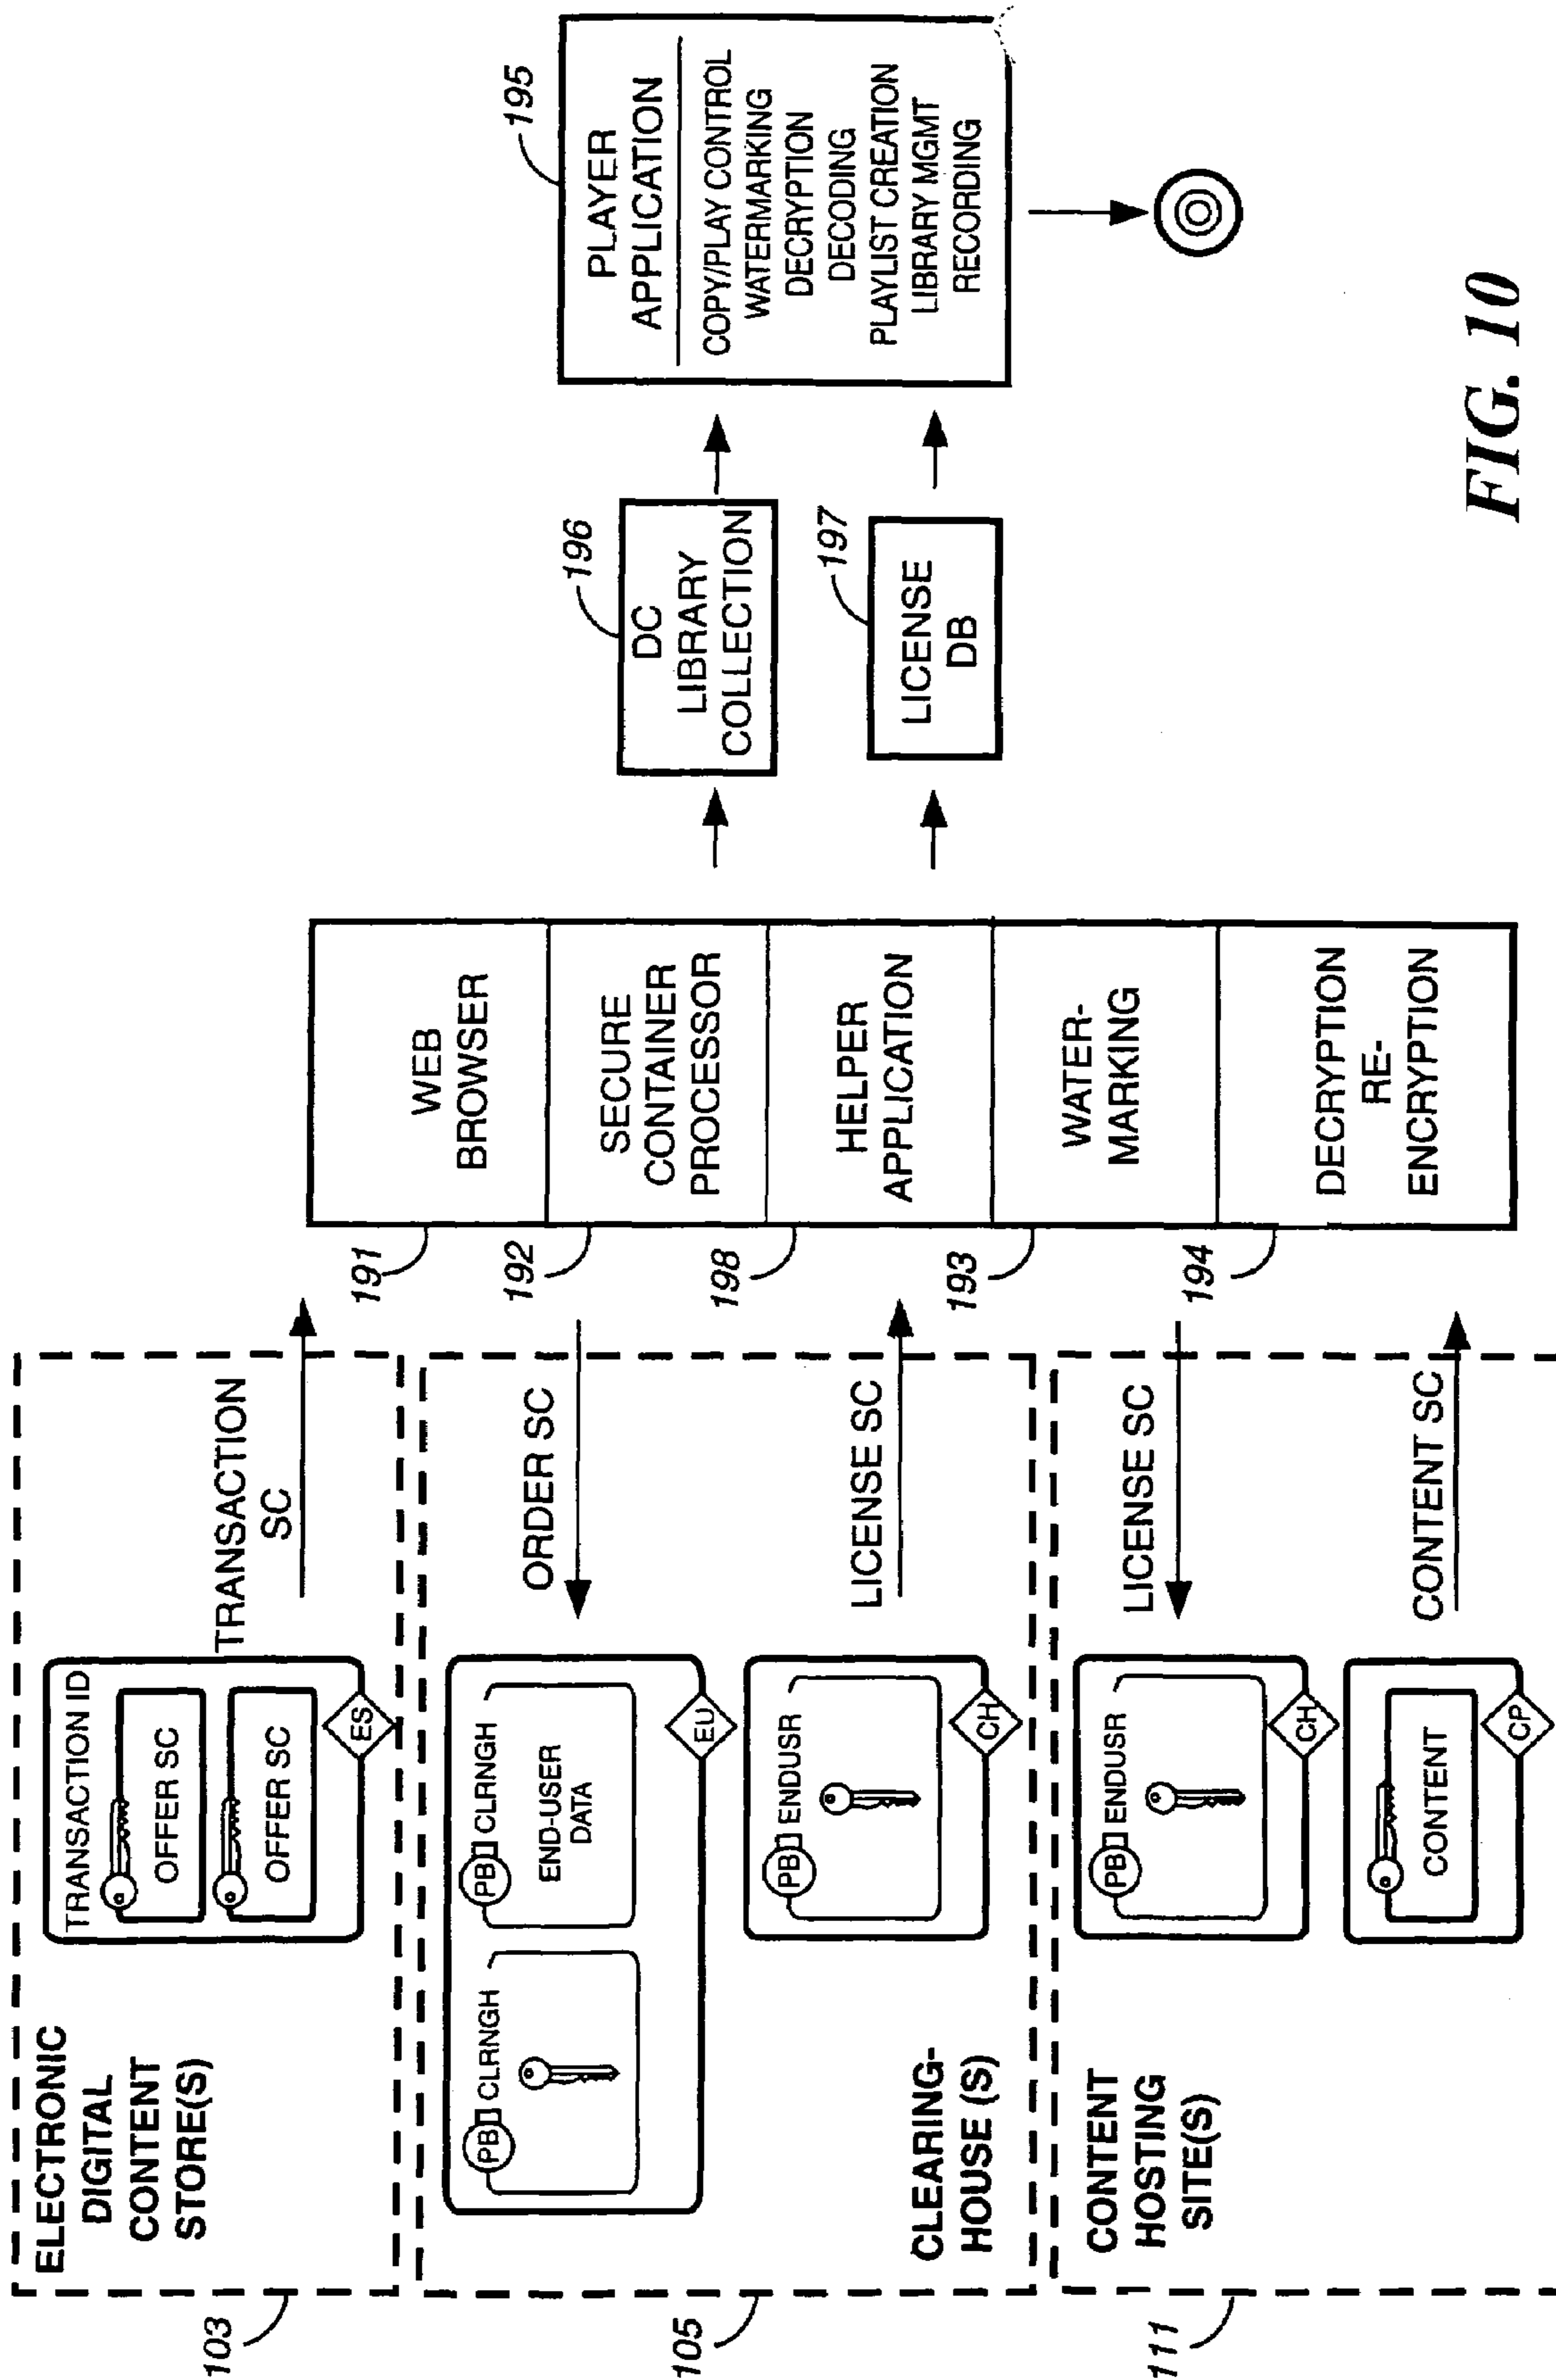 103
ELECTRONIC
DIGITAL
CONTENT
STORE(S)
TRANSACTION ID
OFFER SC
OFFER SC
ES
TRANSACTION
SC
105
PB CLRNGH
PB CLRNGH
END-USER
DATA
EU
ORDER SC
PB ENDUSR
CH
LICENSE SC
CLEARING-
HOUSE (S)
111
CONTENT
HOSTING
SITE(S)
PB ENDUSR
CH
LICENSE SC
CONTENT
CP
CONTENT SC
191
WEB
BROWSER
192
SECURE
CONTAINER
PROCESSOR
198
HELPER
APPLICATION
193
WATER-
MARKING
194
DECRYPTION
RE-
ENCRYPTION
196
DC
LIBRARY
COLLECTION
197
LICENSE
DB
195
PLAYER
APPLICATION
COPY/PLAY CONTROL
WATERMARKING
DECRYPTION
DECODING
PLAYLIST CREATION
LIBRARY MGMT
RECORDING
FIG. 10